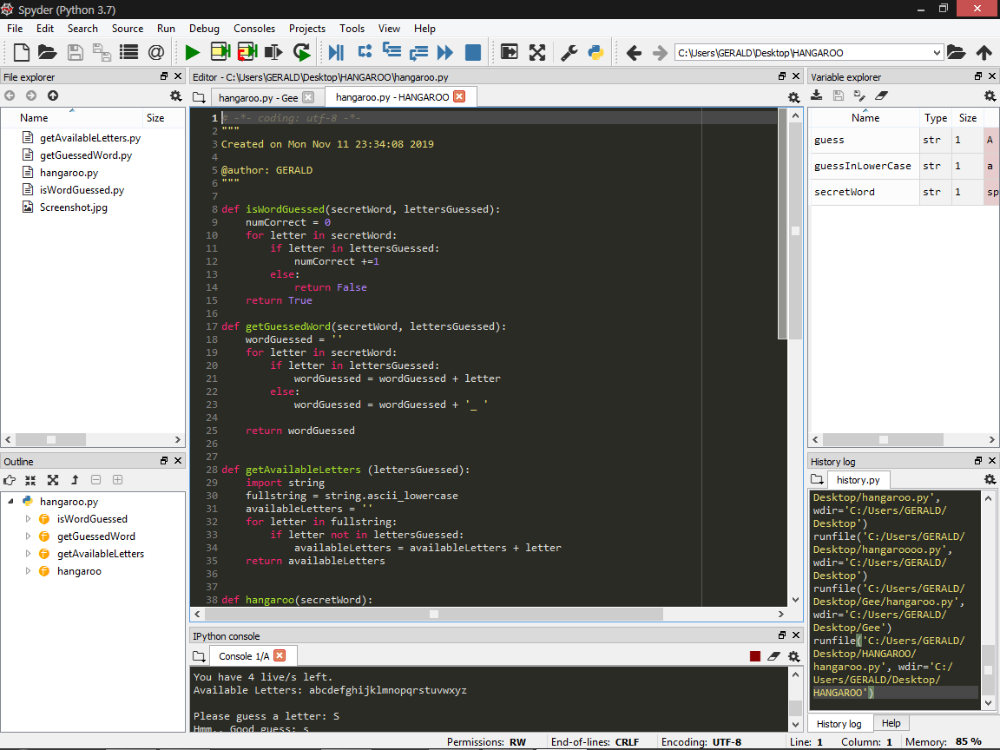 Spyder (Python 3.7)
File Edit Search Source Run Debug Consoles Projects Tools View Help
C:\Users\GERALD\Desktop\HANGAROO
File explorer
Name Size
getAvailableLetters.py
getGuessedWord.py
hangaroo.py
isWordGuessed.py
Screenshot.jpg
Outline
hangaroo.py
isWordGuessed
getGuessedWord
getAvailableLetters
hangaroo
Editor - C:\Users\GERALD\Desktop\HANGAROO\hangaroo.py
hangaroo.py - Gee hangaroo.py - HANGAROO
1 # -*- coding: utf-8 -*-
2 """
3 Created on Mon Nov 11 23:34:08 2019
4
5 @author: GERALD
6 """
7
8 def isWordGuessed(secretWord, lettersGuessed):
9     numCorrect = 0
10     for letter in secretWord:
11         if letter in lettersGuessed:
12             numCorrect +=1
13         else:
14             return False
15     return True
16
17 def getGuessedWord(secretWord, lettersGuessed):
18     wordGuessed = ''
19     for letter in secretWord:
20         if letter in lettersGuessed:
21             wordGuessed = wordGuessed + letter
22         else:
23             wordGuessed = wordGuessed + '_ '
24
25     return wordGuessed
26
27
28 def getAvailableLetters (lettersGuessed):
29     import string
30     fullstring = string.ascii_lowercase
31     availableLetters = ''
32     for letter in fullstring:
33         if letter not in lettersGuessed:
34             availableLetters = availableLetters + letter
35     return availableLetters
36
37
38 def hangaroo(secretWord):
IPython console
Console 1/A
You have 4 live/s left.
Available Letters: abcdefghijklmnopqrstuvwxyz
Please guess a letter: S
Hmm.. Good guess: s
Variable explorer
Name Type Size
guess str 1 A
guessInLowerCase str 1 a
secretWord str 1 sp
History log
history.py
Desktop/hangaroo.py',
wdir='C:/Users/GERALD/
Desktop')
runfile('C:/Users/GERALD/
Desktop/hangaroooo.py',
wdir='C:/Users/GERALD/
Desktop')
runfile('C:/Users/GERALD/
Desktop/Gee/hangaroo.py',
wdir='C:/Users/GERALD/
Desktop/Gee')
runfile('C:/Users/GERALD/
Desktop/HANGAROO/
hangaroo.py', wdir='C:/
Users/GERALD/Desktop/
HANGAROO')
History log Help
Permissions: RW End-of-lines: CRLF Encoding: UTF-8 Line: 1 Column: 1 Memory: 85 %